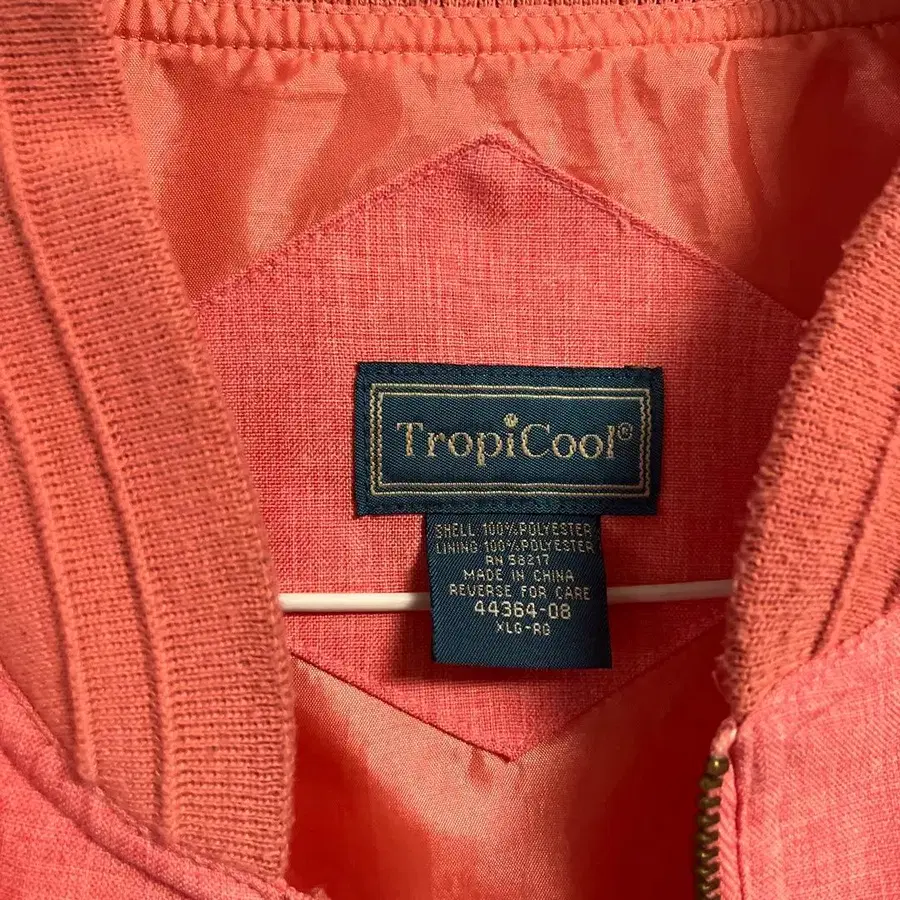 TropiCool®
SHELL 100% POLYESTER
LINING 100% POLYESTER
RN 58217
MADE IN CHINA
REVERSE FOR CARE
44364-08
XLG-RG